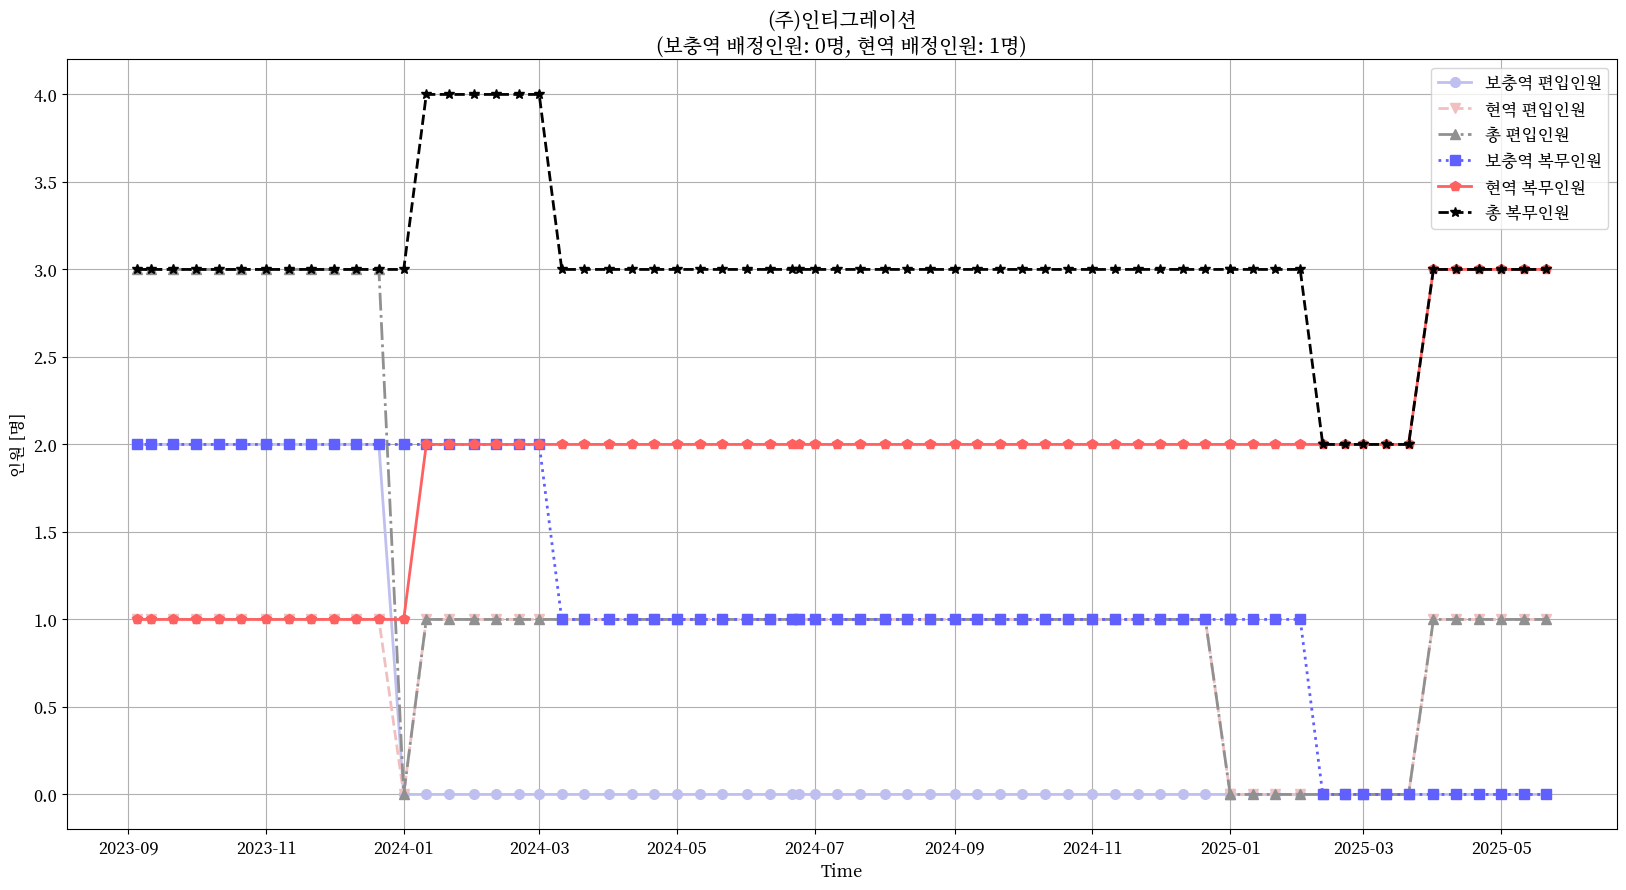 (주)인티그레이션
(보충역 배정인원: 0명, 현역 배정인원: 1명)
보충역 편입인원
현역 편입인원
총 편입인원
보충역 복무인원
현역 복무인원
총 복무인원
4.0
3.5
3.0
2.5
2.0
1.5
1.0
0.5
0.0
인원 [명]
2023-09 2023-11 2024-01 2024-03 2024-05 2024-07 2024-09 2024-11 2025-01 2025-03 2025-05
Time